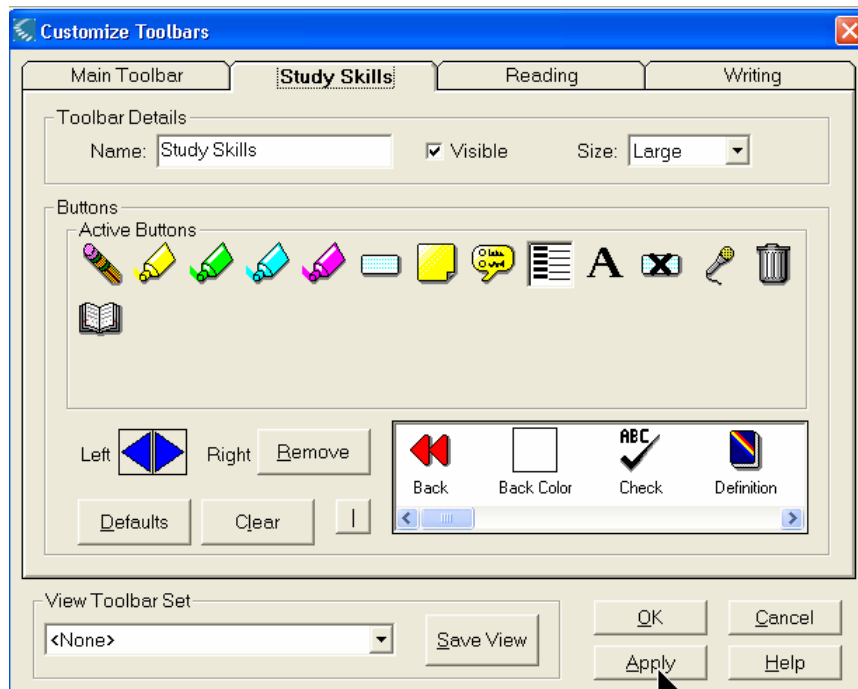 Customize Toolbars
Main Toolbar Study Skills Reading Writing
Toolbar Details
Name: Study Skills Visible Size: Large
Buttons
Active Buttons
A
Left Right Remove
ABC
Back Back Color Check Definition
Defaults Clear |
View Toolbar Set
<None> Save View
OK Cancel
Apply Help